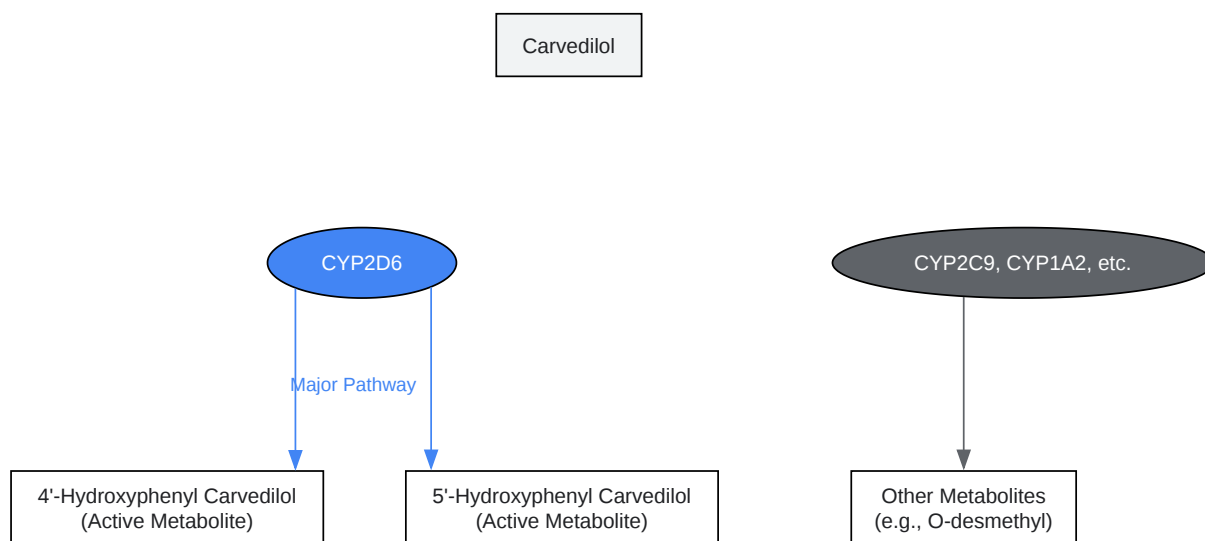 Carvedilol
CYP2D6
CYP2C9, CYP1A2, etc.
Major Pathway
4'-Hydroxyphenyl Carvedilol
(Active Metabolite)
5'-Hydroxyphenyl Carvedilol
(Active Metabolite)
Other Metabolites
(e.g., O-desmethyl)